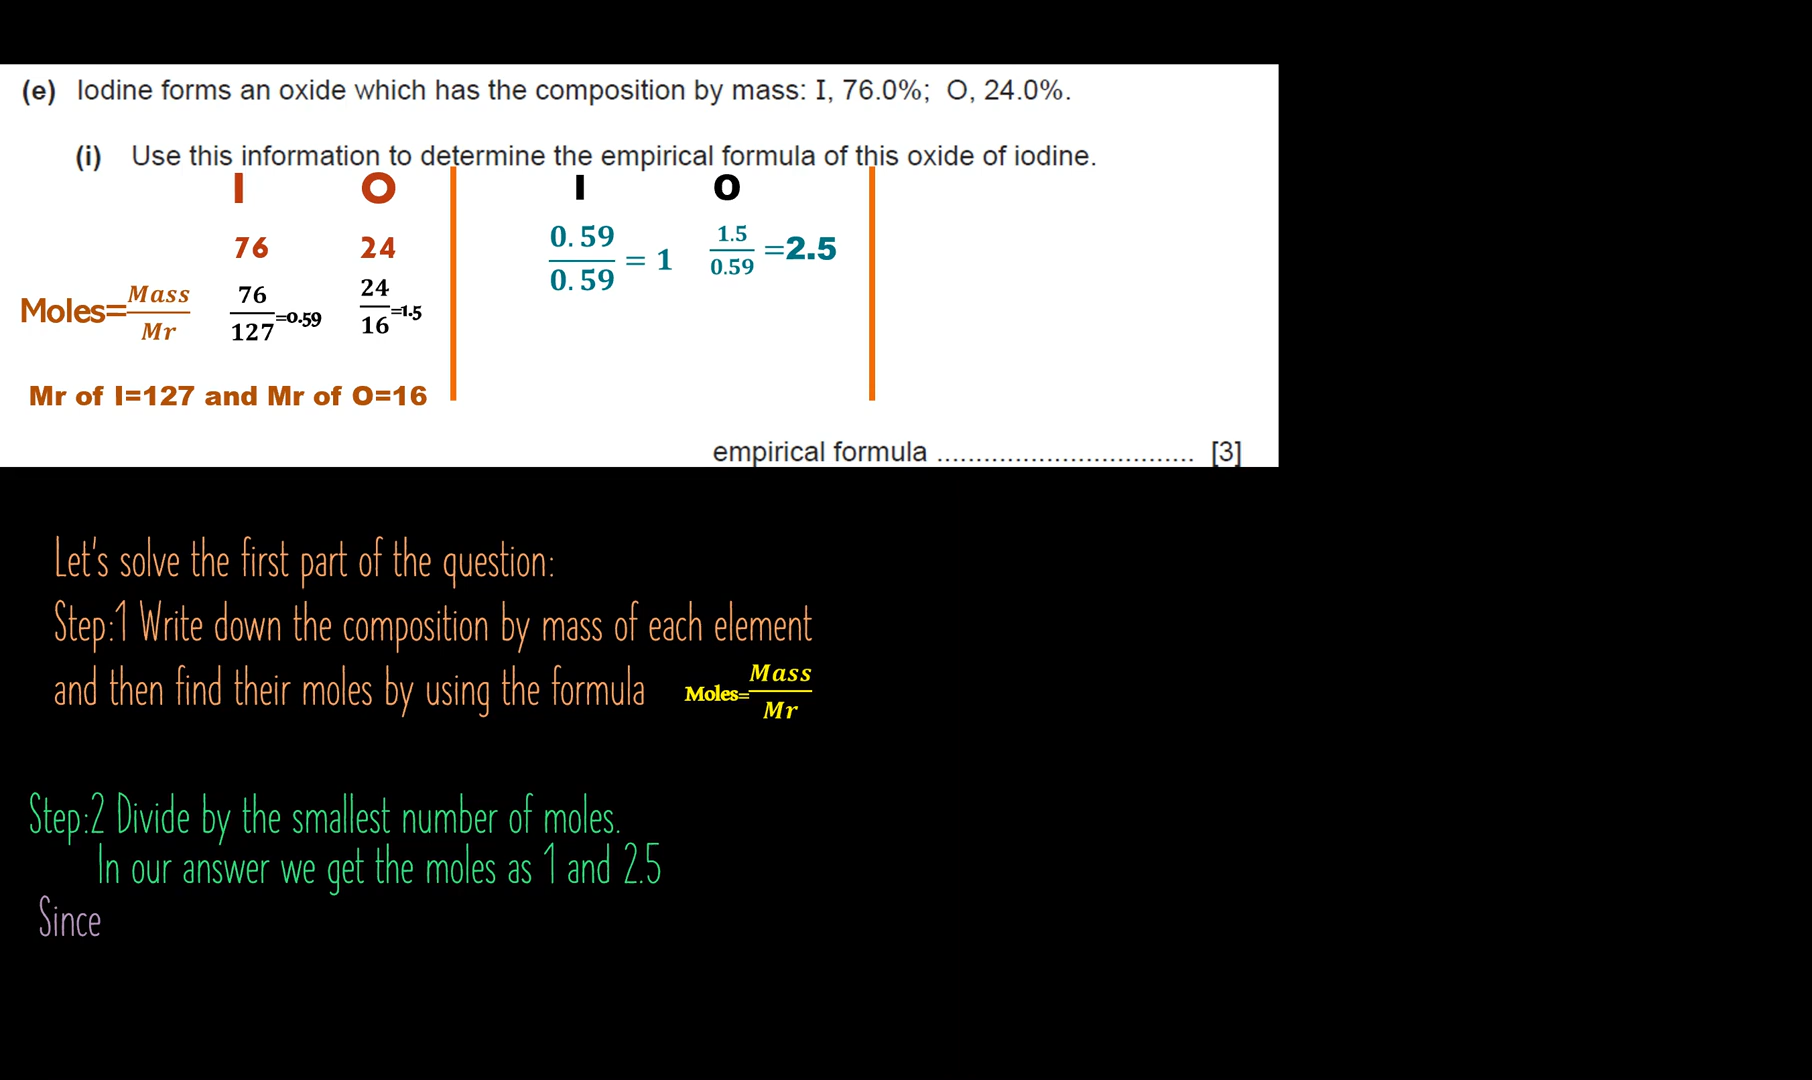 (e) Iodine forms an oxide which has the composition by mass: I, 76.0%; O, 24.0%.
(i) Use this information to determine the empirical formula of this oxide of iodine.
I O I O
76 24
Moles=Mass/Mr 76/127=0.59 24/16=1.5
0.59/0.59 = 1 1.5/0.59=2.5
Mr of I=127 and Mr of O=16
empirical formula ................................. [3]
Let's solve the first part of the question:
Step:1 Write down the composition by mass of each element
and then find their moles by using the formula Moles=Mass/Mr
Step:2 Divide by the smallest number of moles.
In our answer we get the moles as 1 and 2.5
Since